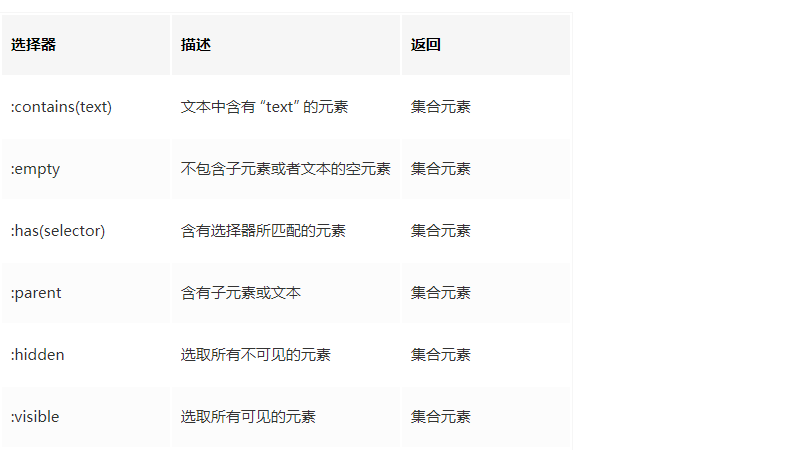 选择器 描述 返回
:contains(text) 文本中含有 “text” 的元素 集合元素
:empty 不包含子元素或者文本的空元素 集合元素
:has(selector) 含有选择器所匹配的元素 集合元素
:parent 含有子元素或文本 集合元素
:hidden 选取所有不可见的元素 集合元素
:visible 选取所有可见的元素 集合元素